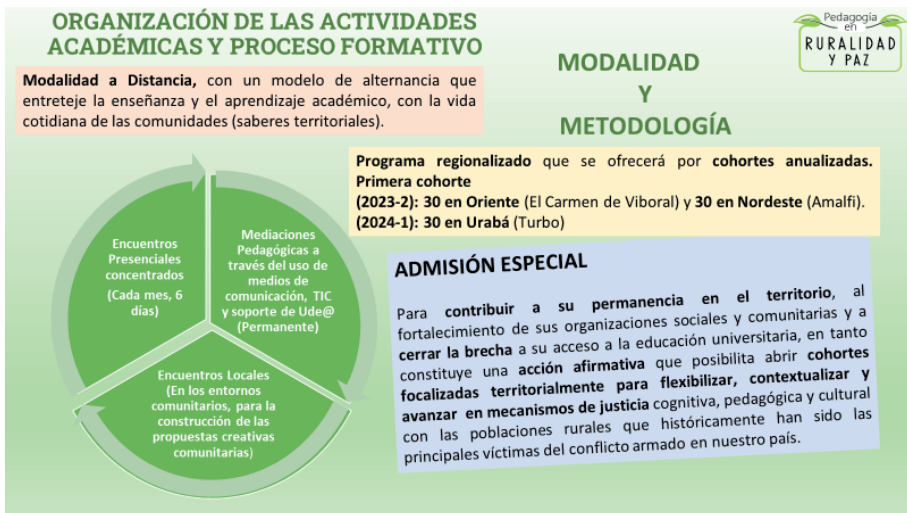 ORGANIZACIÓN DE LAS ACTIVIDADES
ACADÉMICAS Y PROCESO FORMATIVO
Pedagogía
en
RURALIDAD
Y PAZ
MODALIDAD
Y
METODOLOGÍA
Modalidad a Distancia, con un modelo de alternancia que
entreteje la enseñanza y el aprendizaje académico, con la vida
cotidiana de las comunidades (saberes territoriales).
Programa regionalizado que se ofrecerá por cohortes anualizadas.
Primera cohorte
(2023-2): 30 en Oriente (El Carmen de Viboral) y 30 en Nordeste (Amalfi).
(2024-1): 30 en Urabá (Turbo)
Encuentros
Presenciales
concentrados
(Cada mes, 6
días)
Mediaciones
Pedagógicas a
través del uso de
medios de
comunicación, TIC
y soporte de Ude@
(Permanente)
Encuentros Locales
(En los entornos
comunitarios, para la
construcción de las
propuestas creativas
comunitarias)
ADMISIÓN ESPECIAL
Para contribuir a su permanencia en el territorio, al
fortalecimiento de sus organizaciones sociales y comunitarias y a
cerrar la brecha a su acceso a la educación universitaria, en tanto
constituye una acción afirmativa que posibilita abrir cohortes
focalizadas territorialmente para flexibilizar, contextualizar y
avanzar en mecanismos de justicia cognitiva, pedagógica y cultural
con las poblaciones rurales que históricamente han sido las
principales víctimas del conflicto armado en nuestro país.